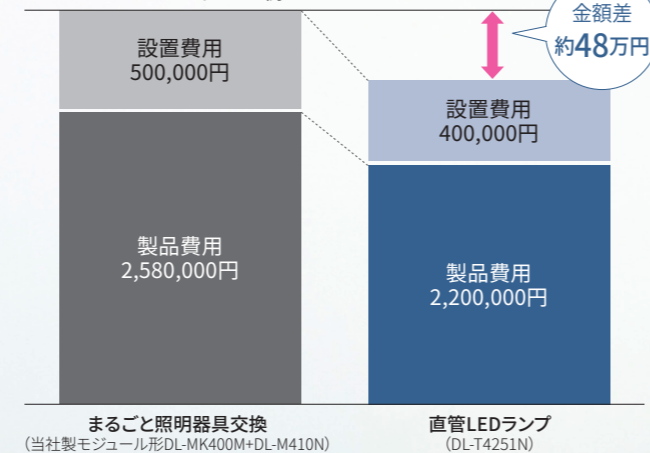 金額差
約48万円
設置費用
500,000円
設置費用
400,000円
製品費用
2,580,000円
製品費用
2,200,000円
まるごと照明器具交換
（当社製モジュール形DL-MK400M+DL-M410N）
直管LEDランプ
（DL-T4251N）